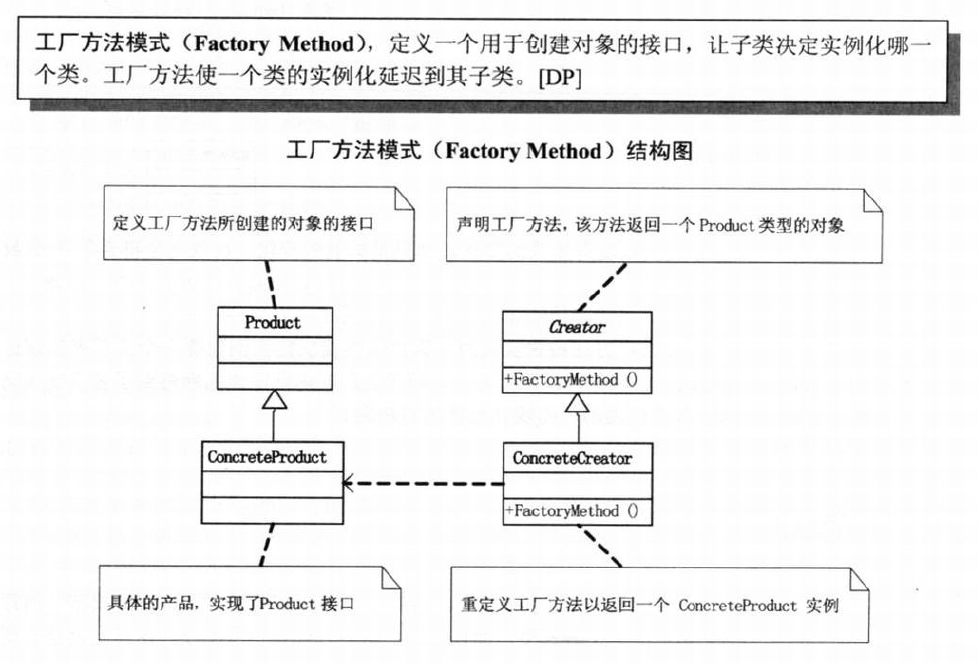 工厂方法模式（Factory Method），定义一个用于创建对象的接口，让子类决定实例化哪一
个类。工厂方法使一个类的实例化延迟到其子类。[DP]
工厂方法模式（Factory Method）结构图
定义工厂方法所创建的对象的接口
声明工厂方法，该方法返回一个Product类型的对象
Product
Creator
+FactoryMethod ()
ConcreteProduct
ConcreteCreator
+FactoryMethod ()
具体的产品，实现了Product 接口
重定义工厂方法以返回一个 ConcreteProduct 实例